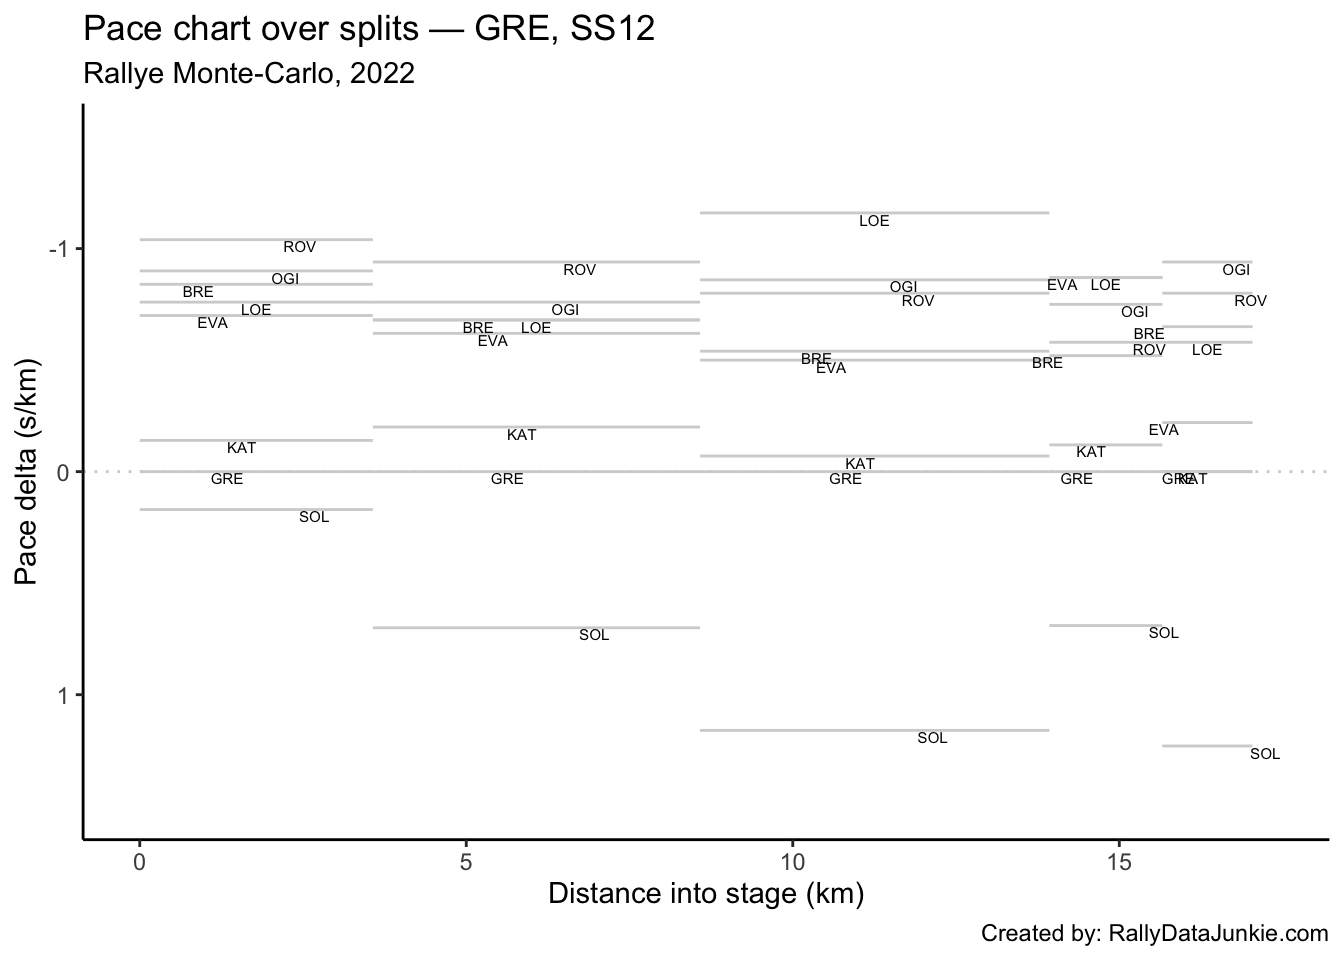 Pace chart over splits — GRE, SS12
Rallye Monte-Carlo, 2022
Pace delta (s/km)
-1
0
1
ROV
OGI
BRE
LOE
EVA
KAT
GRE
SOL
ROV
OGI
BRE LOE
EVA
KAT
GRE
SOL
LOE
OGI
ROV
BRE
EVA
KAT
GRE
SOL
EVA LOE
OGI
ROV
BRE
KAT
GRE
SOL
OGI
ROV
BRE
LOE
EVA
GRE
KAT
SOL
0 5 10 15
Distance into stage (km)
Created by: RallyDataJunkie.com